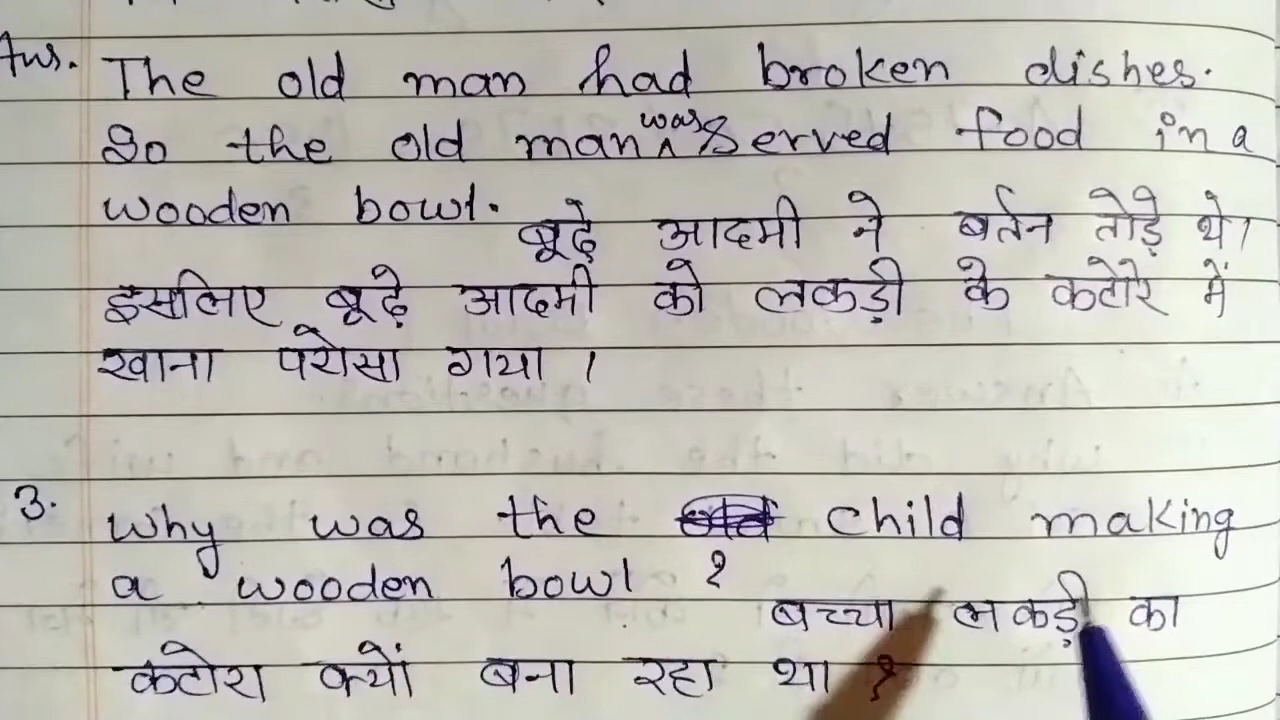 Ans. The old man had broken dishes.
So the old man was served food in a
wooden bowl.
बूढ़े आदमी ने बर्तन तोड़े थे।
इसलिए बूढ़े आदमी को लकड़ी के कटोरे में
खाना परोसा गया ।
3. Why was the child making
a wooden bowl ?
बच्चा लकड़ी का
कटोरा क्यों बना रहा था ?